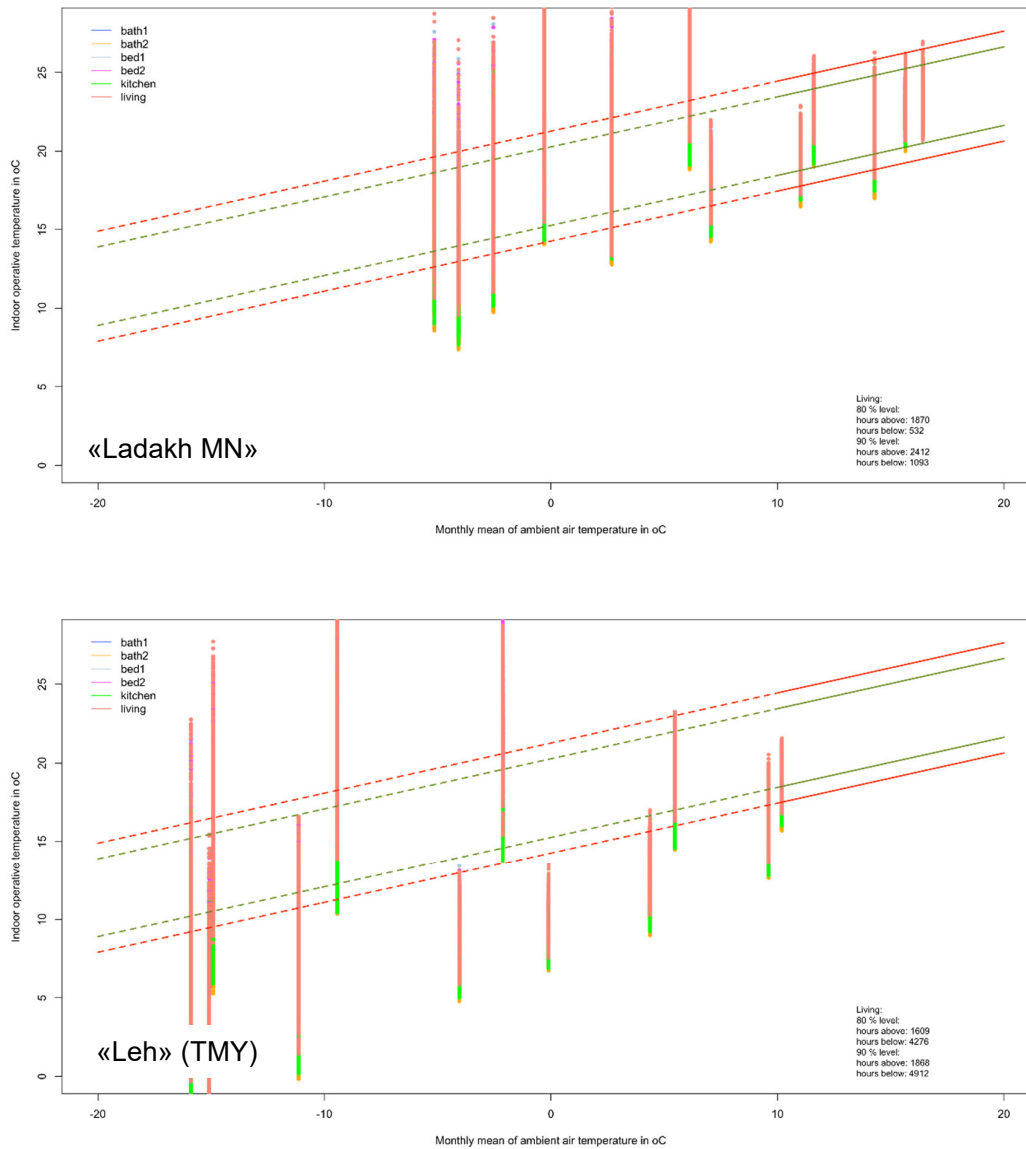 bath1
bath2
bed1
bed2
kitchen
living
25
20
15
10
5
0
Indoor operative temperature in oC
«Ladakh MN»
Living:
80 % level:
hours above: 1870
hours below: 532
90 % level:
hours above: 2412
hours below: 1093
-20 -10 0 10 20
Monthly mean of ambient air temperature in oC
bath1
bath2
bed1
bed2
kitchen
living
25
20
15
10
5
0
Indoor operative temperature in oC
«Leh» (TMY)
Living:
80 % level:
hours above: 1609
hours below: 4276
90 % level:
hours above: 1868
hours below: 4912
-20 -10 0 10 20
Monthly mean of ambient air temperature in oC